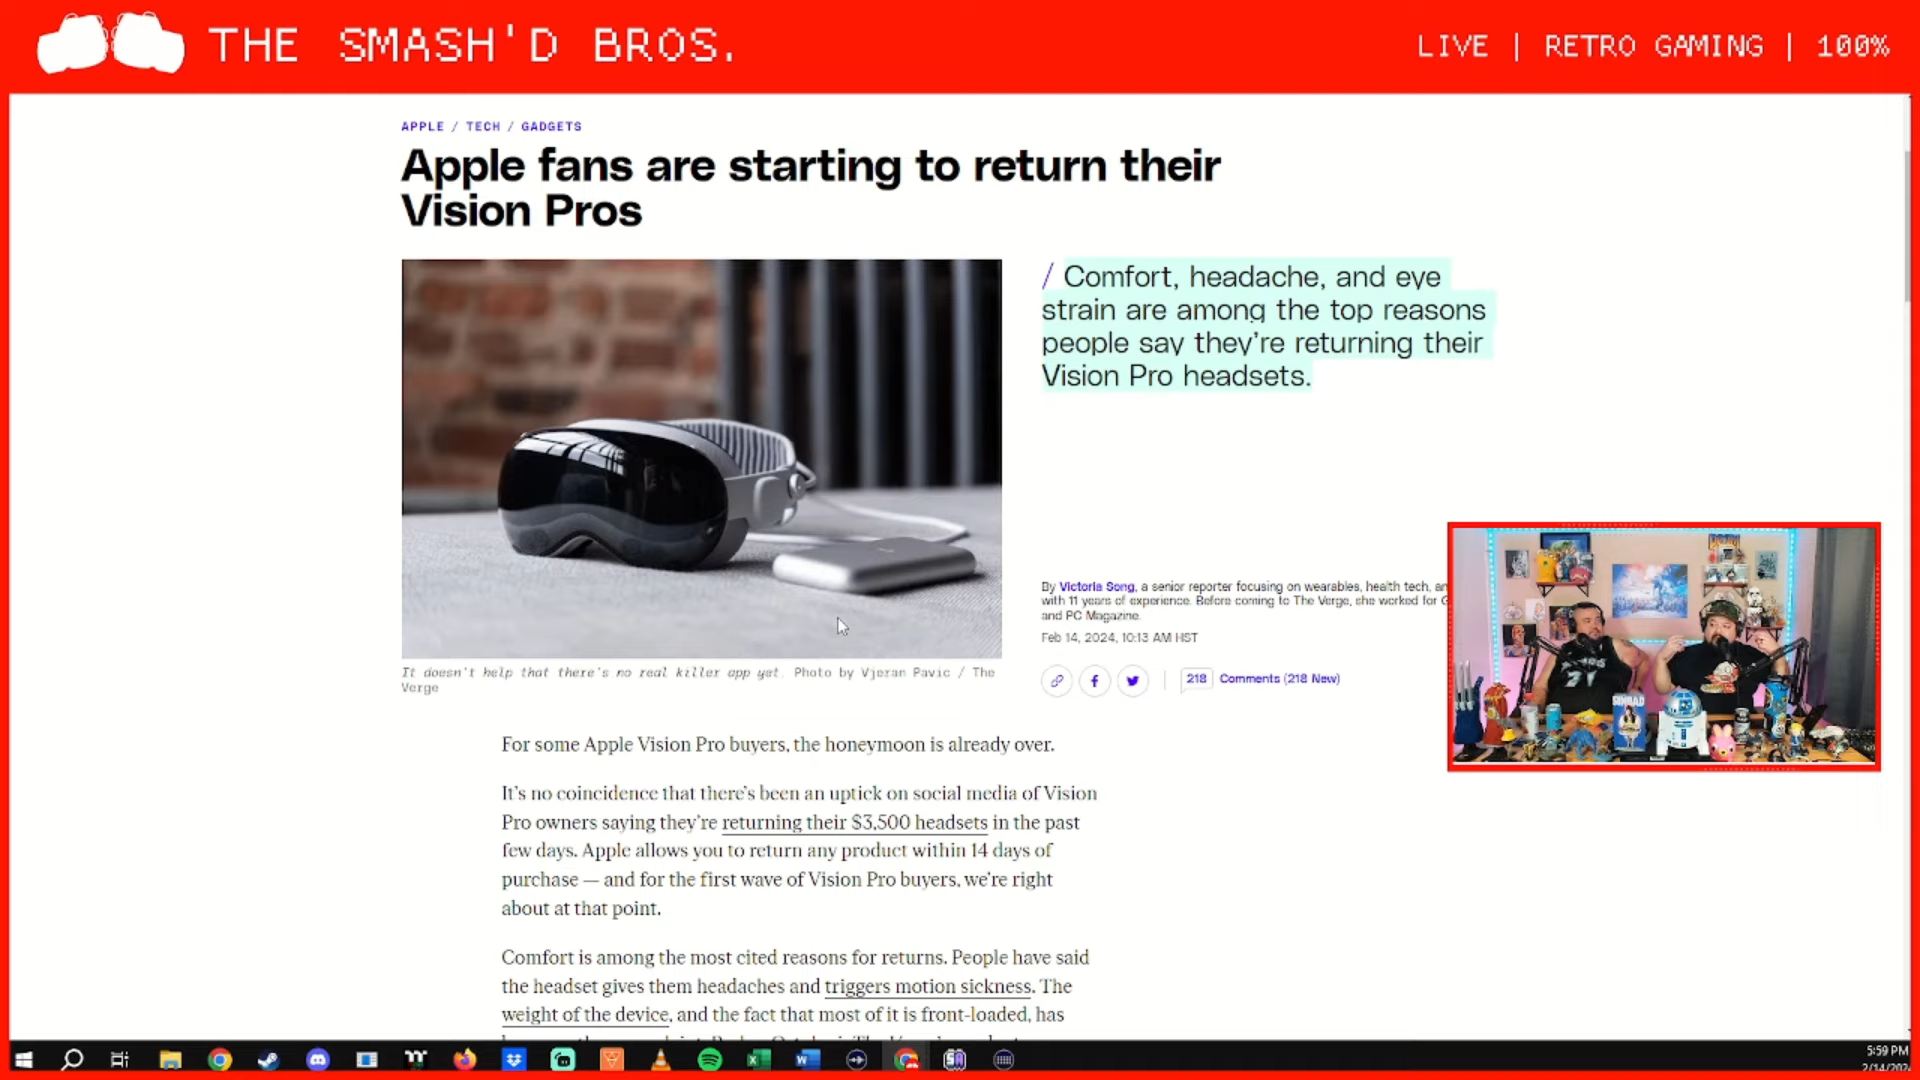 THE SMASH'D BROS.
LIVE | RETRO GAMING | 100%
APPLE / TECH / GADGETS
Apple fans are starting to return their
Vision Pros
/ Comfort, headache, and eye
strain are among the top reasons
people say they're returning their
Vision Pro headsets.
By Victoria Song, a senior reporter focusing on wearables, health tech,
with 11 years of experience. Before coming to The Verge, she worked for
and PC Magazine.
Feb 14, 2024, 10:13 AM HST
218 Comments (218 New)
It doesn't help that there's no real killer app yet. Photo by Vjeran Pavic / The
Verge
For some Apple Vision Pro buyers, the honeymoon is already over.
It's no coincidence that there's been an uptick on social media of Vision
Pro owners saying they're returning their $3,500 headsets in the past
few days. Apple allows you to return any product within 14 days of
purchase — and for the first wave of Vision Pro buyers, we're right
about at that point.
Comfort is among the most cited reasons for returns. People have said
the headset gives them headaches and triggers motion sickness. The
weight of the device, and the fact that most of it is front-loaded, has
SINBAD
5:59 PM